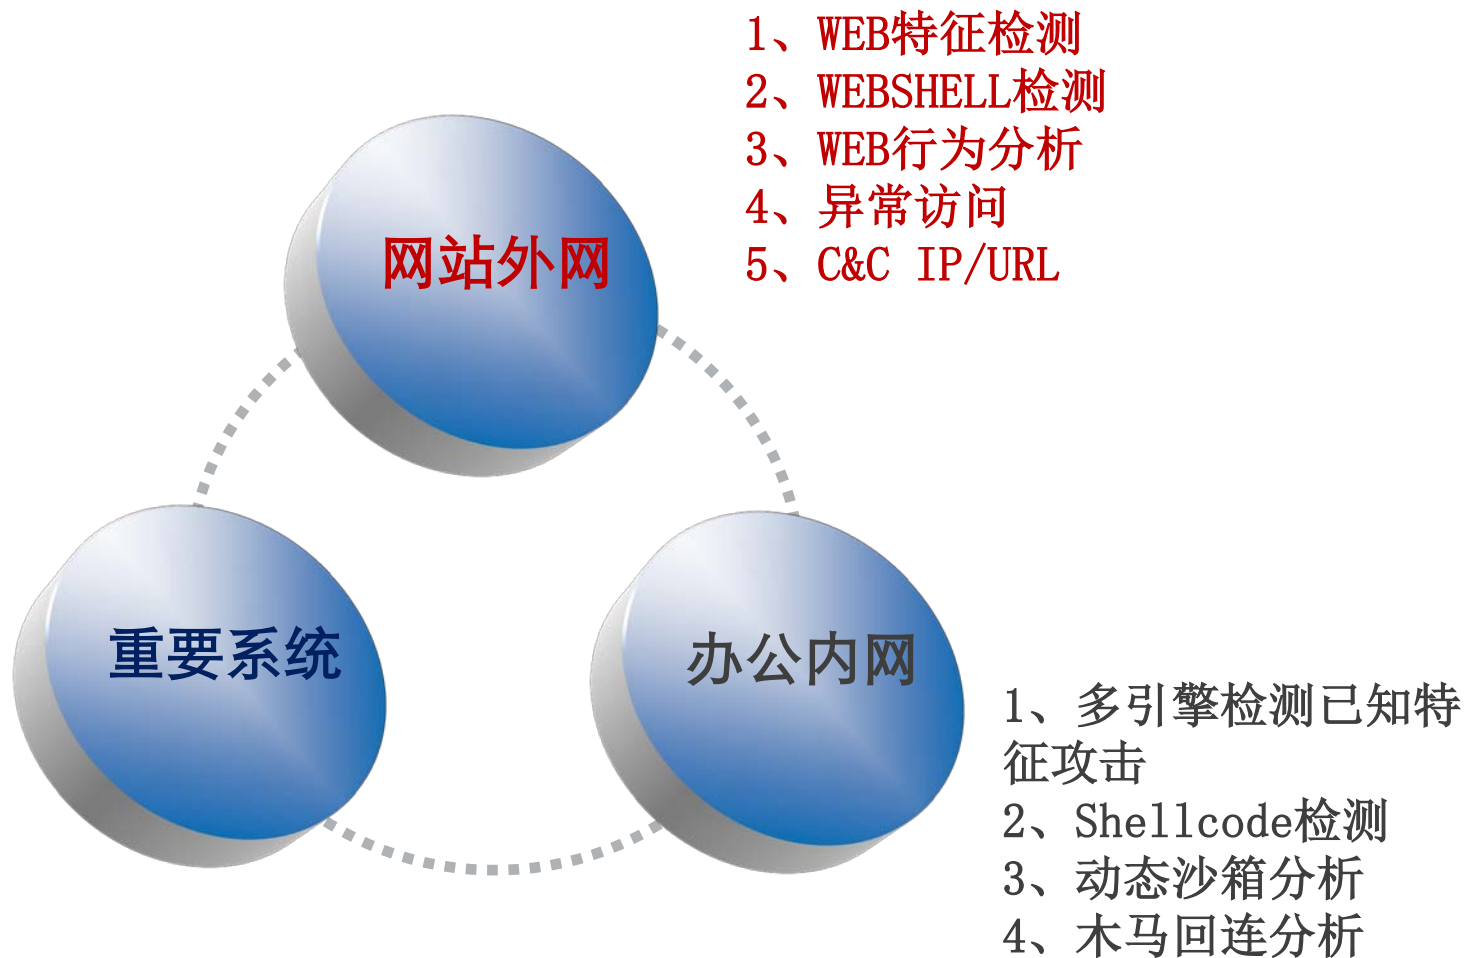 1、WEB特征检测
2、WEBSHELL检测
3、WEB行为分析
4、异常访问
5、C&C IP/URL
网站外网
重要系统
办公内网
1、多引擎检测已知特
征攻击
2、Shellcode检测
3、动态沙箱分析
4、木马回连分析